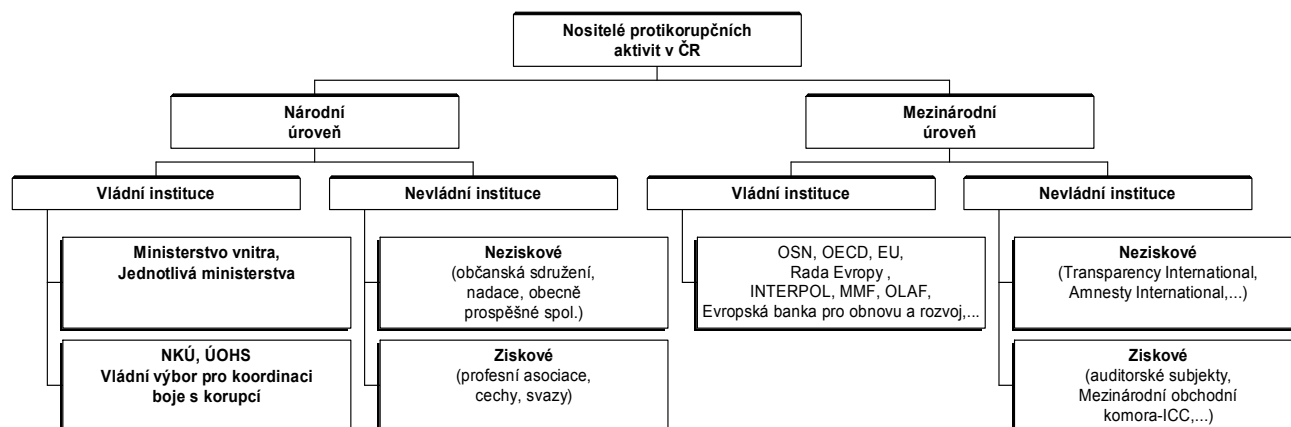 Nositelé protikorupčních
aktivit v ČR
Národní
úroveň
Mezinárodní
úroveň
Vládní instituce
Nevládní instituce
Vládní instituce
Nevládní instituce
Ministerstvo vnitra,
Jednotlivá ministerstva
Neziskové
(občanská sdružení,
nadace, obecně
prospěšné spol.)
OSN, OECD, EU,
Rada Evropy ,
INTERPOL, MMF, OLAF,
Evropská banka pro obnovu a rozvoj,...
Neziskové
(Transparency International,
Amnesty International,...)
NKÚ, ÚOHS
Vládní výbor pro koordinaci
boje s korupcí
Ziskové
(profesní asociace,
cechy, svazy)
Ziskové
(auditorské subjekty,
Mezinárodní obchodní
komora-ICC,...)